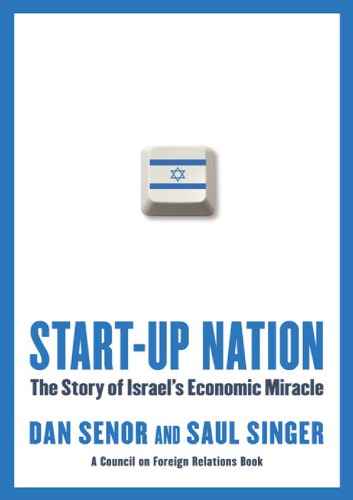 START-UP NATION
The Story of Israel's Economic Miracle
DAN SENOR AND SAUL SINGER
A Council on Foreign Relations Book